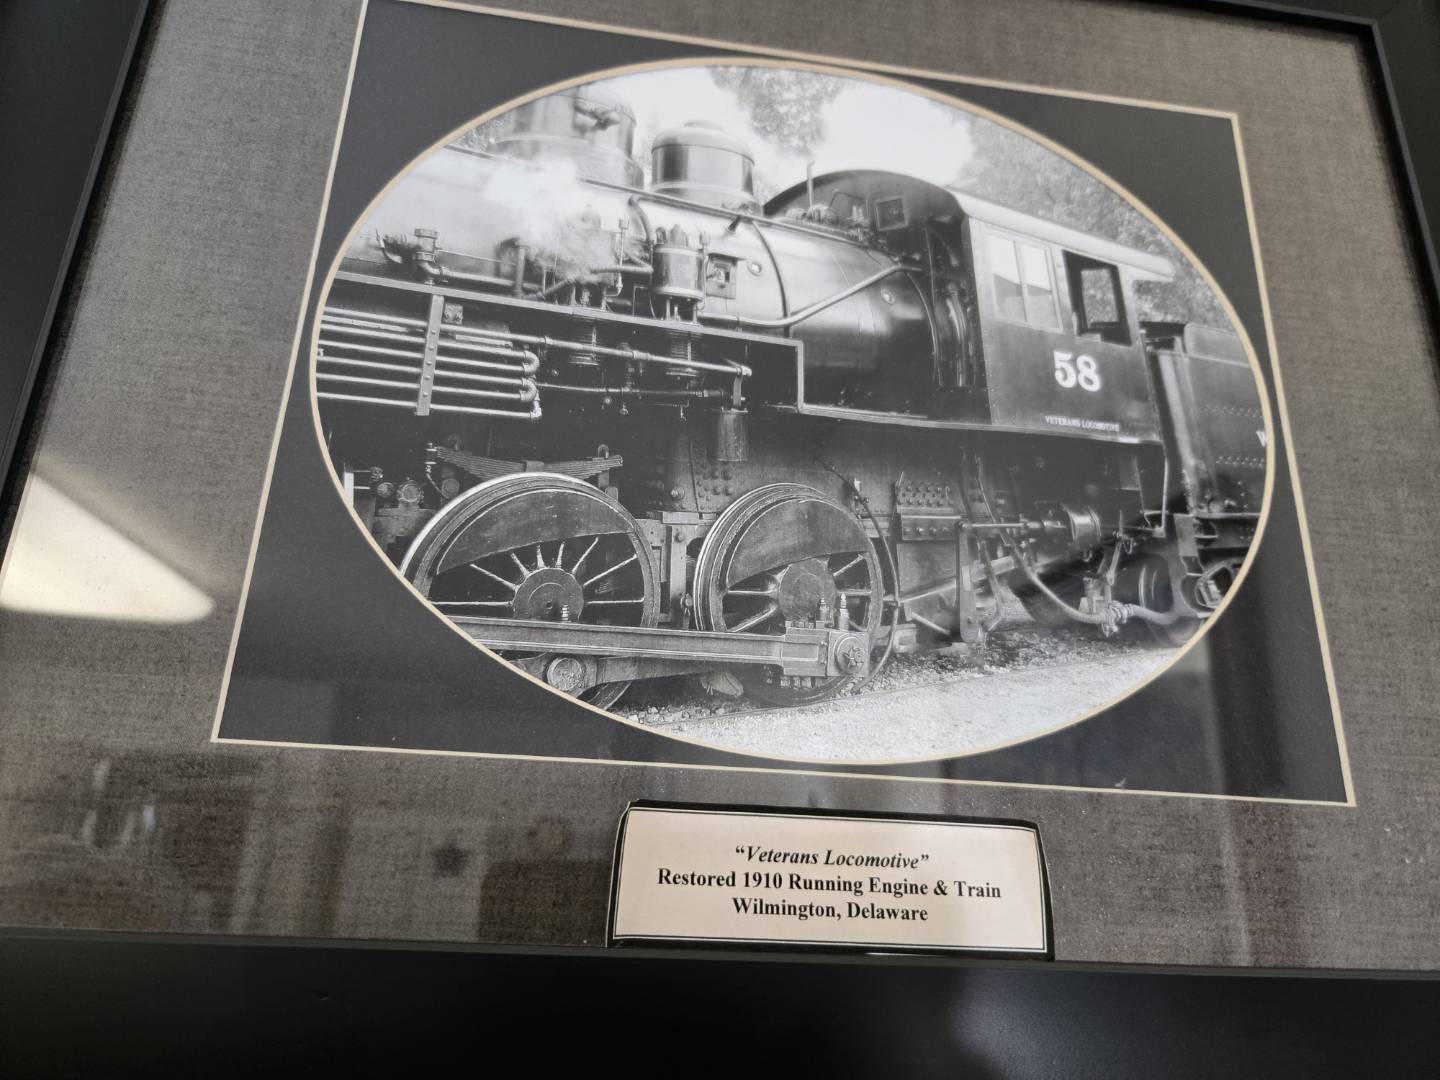 58
VETERANS LOCOMOTIVE
W
“Veterans Locomotive”
Restored 1910 Running Engine & Train
Wilmington, Delaware